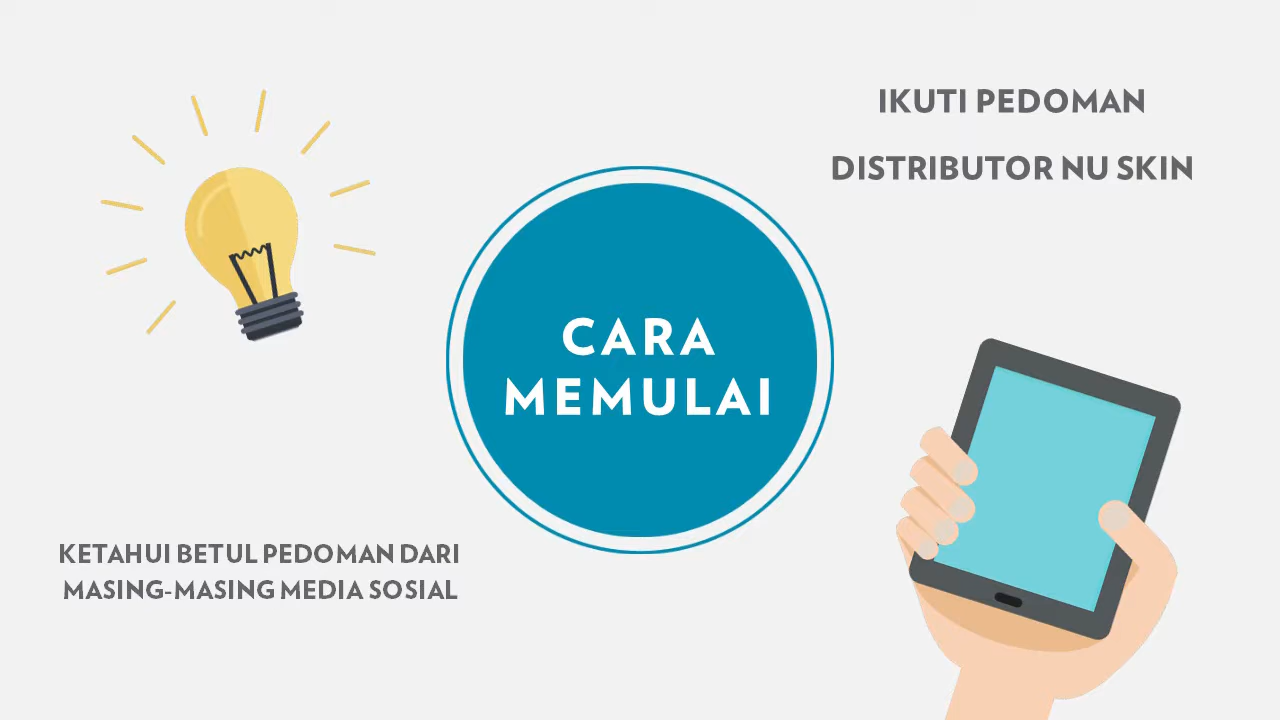 IKUTI PEDOMAN
DISTRIBUTOR NU SKIN
CARA
MEMULAI
KETAHUI BETUL PEDOMAN DARI
MASING-MASING MEDIA SOSIAL